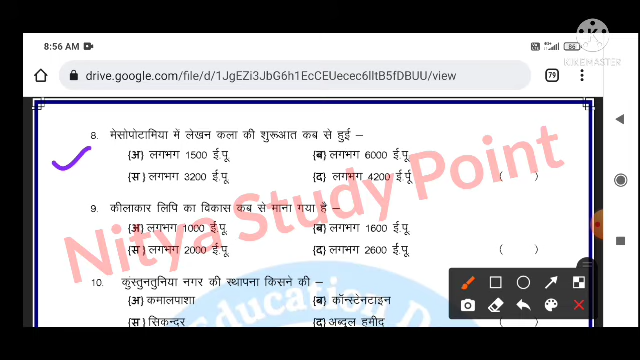 8:56 AM
86
KINEMASTER
drive.google.com/file/d/1JgEZi3JbG6h1EcCEUecec6lltB5fDBUU/view
79
8. मेसोपोटामिया में लेखन कला की शुरूआत कब से हुई –
{अ} लगभग 1500 ई.पू {ब} लगभग 6000 ई.पू
{स} लगभग 3200 ई.पू {द} लगभग 4200 ई.पू ( )
9. कीलाकार लिपि का विकास कब से माना गया है –
{अ} लगभग 1000 ई.पू {ब} लगभग 1600 ई.पू
{स} लगभग 2000 ई.पू {द} लगभग 2600 ई.पू ( )
10. कुंस्तुनतुनिया नगर की स्थापना किसने की –
{अ} कमालपाशा {ब} कॉन्स्टेनटाइन
{स} सिकन्दर {द} अब्दुल हमीद ( )
Nitya Study Point
Education